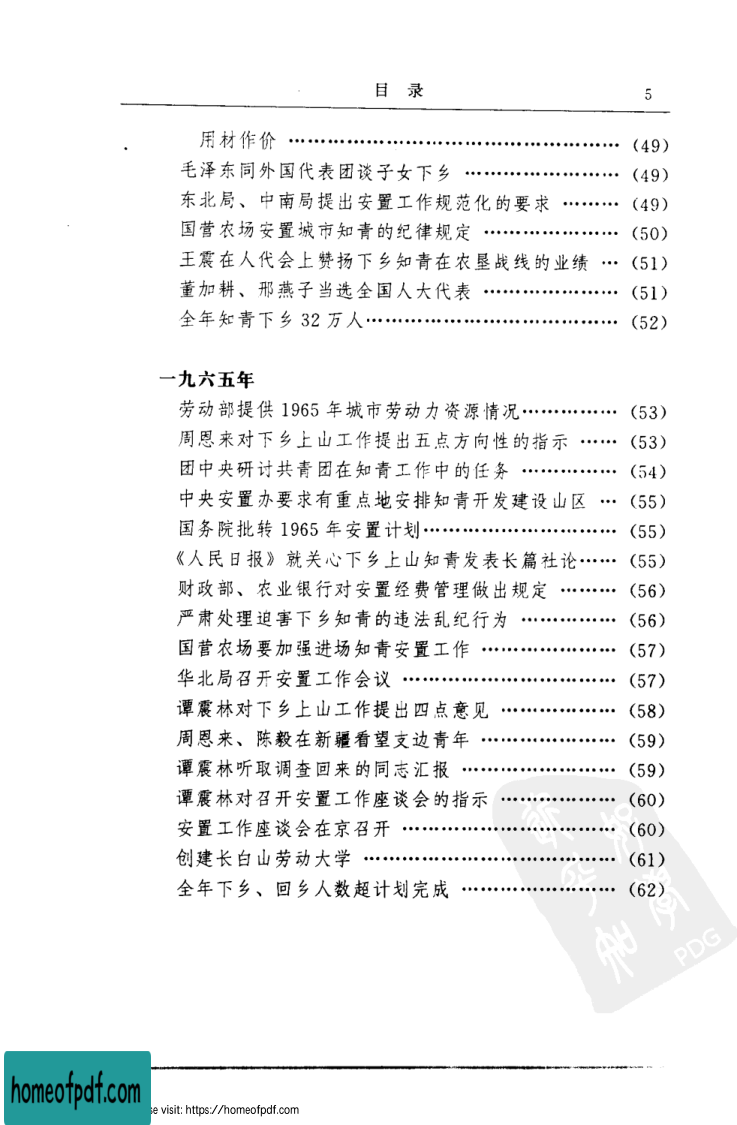 目 录 5
用材作价 ………………………………………… (49)
毛泽东同外国代表团谈子女下乡 …………………… (49)
东北局、中南局提出安置工作规范化的要求 ……… (49)
国营农场安置城市知青的纪律规定 ………………… (50)
王震在人代会上赞扬下乡知青在农垦战线的业绩 … (51)
董加耕、邢燕子当选全国人大代表 ………………… (51)
全年知青下乡 32 万人……………………………… (52)
一九六五年
劳动部提供 1965 年城市劳动力资源情况…………… (53)
周恩来对下乡上山工作提出五点方向性的指示 …… (53)
团中央研讨共青团在知青工作中的任务 …………… (54)
中央安置办要求有重点地安排知青开发建设山区 … (55)
国务院批转 1965 年安置计划………………………… (55)
《人民日报》就关心下乡上山知青发表长篇社论…… (55)
财政部、农业银行对安置经费管理做出规定 ……… (56)
严肃处理迫害下乡知青的违法乱纪行为 …………… (56)
国营农场要加强进场知青安置工作 ………………… (57)
华北局召开安置工作会议 …………………………… (57)
谭震林对下乡上山工作提出四点意见 ……………… (58)
周恩来、陈毅在新疆看望支边青年 ………………… (59)
谭震林听取调查回来的同志汇报 …………………… (59)
谭震林对召开安置工作座谈会的指示 ……………… (60)
安置工作座谈会在京召开 …………………………… (60)
创建长白山劳动大学 ………………………………… (61)
全年下乡、回乡人数超计划完成 …………………… (62)
PDG
homeofpdf.com
se visit: https://homeofpdf.com